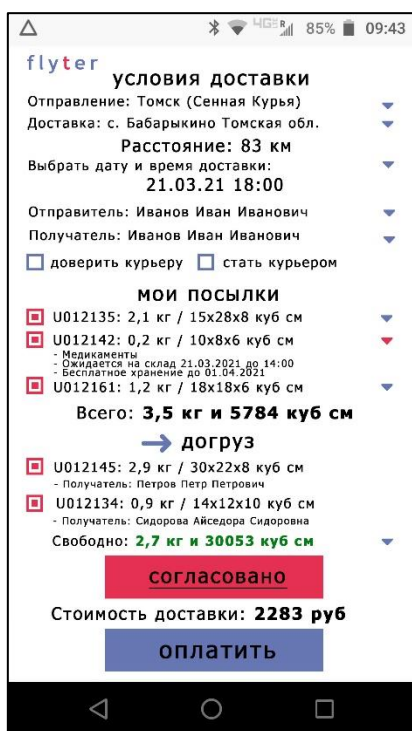 4G R 85% 09:43
flyter
условия доставки
Отправление: Томск (Сенная Курья)
Доставка: с. Бабарыкино Томская обл.
Расстояние: 83 км
Выбрать дату и время доставки:
21.03.21 18:00
Отправитель: Иванов Иван Иванович
Получатель: Иванов Иван Иванович
доверить курьеру стать курьером
мои посылки
U012135: 2,1 кг / 15х28х8 куб см
U012142: 0,2 кг / 10х8х6 куб см
- Медикаменты
- Ожидается на склад 21.03.2021 до 14:00
- Бесплатное хранение до 01.04.2021
U012161: 1,2 кг / 18х18х6 куб см
Всего: 3,5 кг и 5784 куб см
догруз
U012145: 2,9 кг / 30х22х8 куб см
- Получатель: Петров Петр Петрович
U012134: 0,9 кг / 14х12х10 куб см
- Получатель: Сидорова Айседора Сидоровна
Свободно: 2,7 кг и 30053 куб см
согласовано
Стоимость доставки: 2283 руб
оплатить